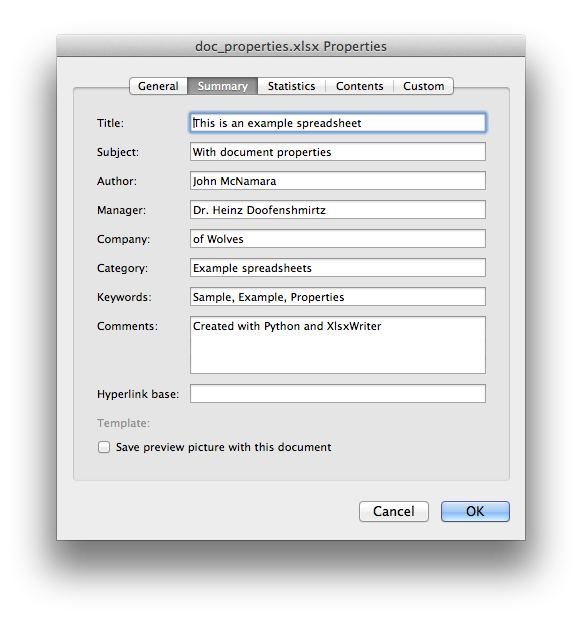 doc_properties.xlsx Properties
General Summary Statistics Contents Custom
Title: This is an example spreadsheet
Subject: With document properties
Author: John McNamara
Manager: Dr. Heinz Doofenshmirtz
Company: of Wolves
Category: Example spreadsheets
Keywords: Sample, Example, Properties
Comments: Created with Python and XlsxWriter
Hyperlink base:
Template:
Save preview picture with this document
Cancel OK